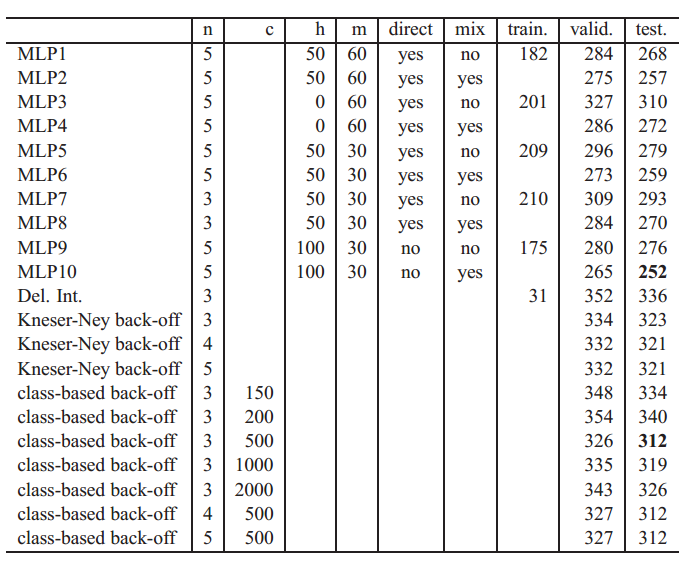 n c h m direct mix train. valid. test.
MLP1 5 50 60 yes no 182 284 268
MLP2 5 50 60 yes yes 275 257
MLP3 5 0 60 yes no 201 327 310
MLP4 5 0 60 yes yes 286 272
MLP5 5 50 30 yes no 209 296 279
MLP6 5 50 30 yes yes 273 259
MLP7 3 50 30 yes no 210 309 293
MLP8 3 50 30 yes yes 284 270
MLP9 5 100 30 no no 175 280 276
MLP10 5 100 30 no yes 265 252
Del. Int. 3 31 352 336
Kneser-Ney back-off 3 334 323
Kneser-Ney back-off 4 332 321
Kneser-Ney back-off 5 332 321
class-based back-off 3 150 348 334
class-based back-off 3 200 354 340
class-based back-off 3 500 326 312
class-based back-off 3 1000 335 319
class-based back-off 3 2000 343 326
class-based back-off 4 500 327 312
class-based back-off 5 500 327 312